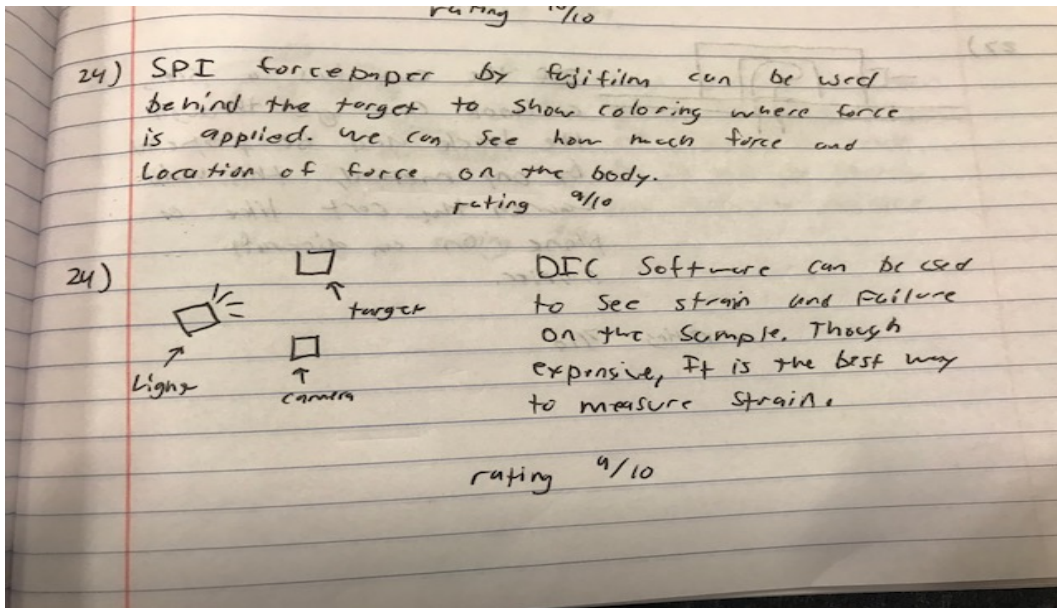 rating 10/10
24) SPI forcepaper by fujifilm can be used
behind the target to show coloring where force
is applied. we can see how much force and
Location of force on the body.
rating 9/10
24)
target
Light
camera
DIC Software can be used
to see strain and Failure
on the Sample. Though
expensive, It is the best way
to measure strain.
rating 9/10